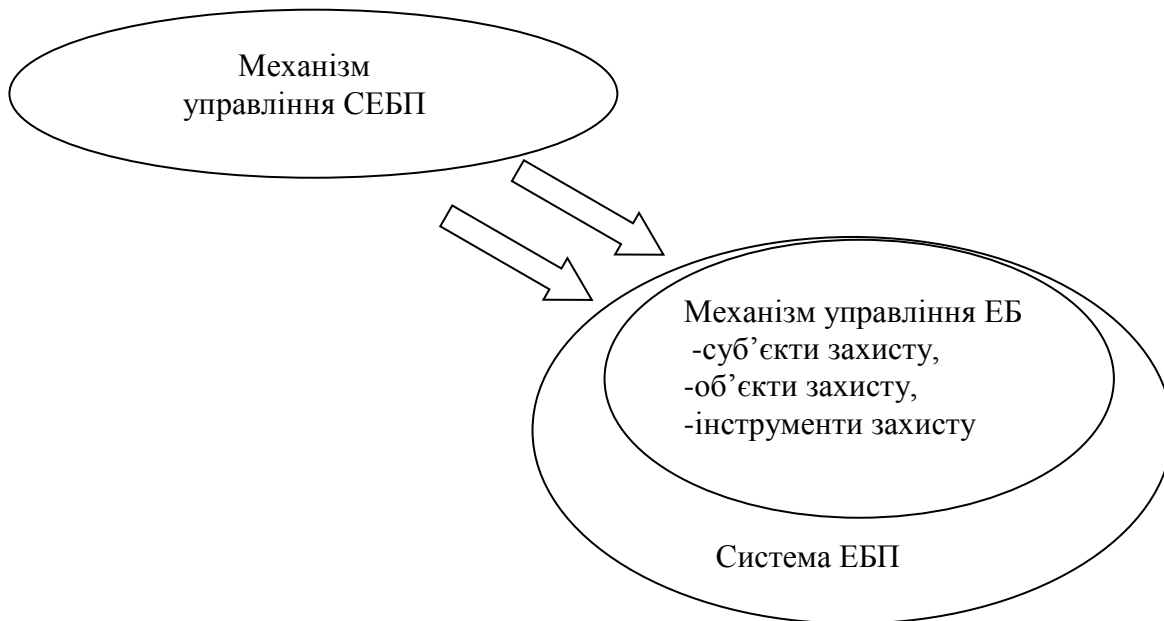 Механізм
управління СЕБП
Механізм управління ЕБ
-суб’єкти захисту,
-об’єкти захисту,
-інструменти захисту
Система ЕБП